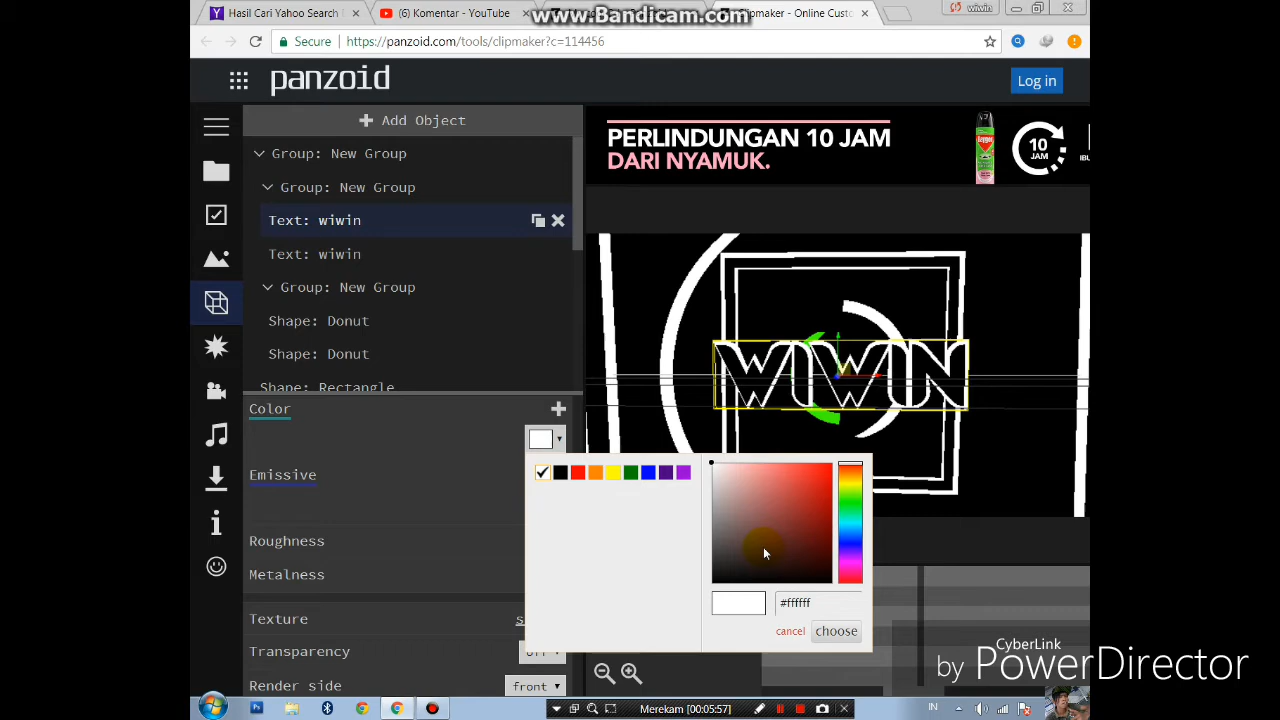 Hasil Cari Yahoo Search
(6) Komentar - YouTube
www.Bandicam.com
Clipmaker - Online Cust
wiwin
Secure
https://panzoid.com/tools/clipmaker?c=114456
panzoid
Log in
Add Object
Group: New Group
Group: New Group
Text: wiwin
Text: wiwin
Group: New Group
Shape: Donut
Shape: Donut
Shape: Rectangle
PERLINDUNGAN 10 JAM
DARI NYAMUK.
10
JAM
WIWIN
Color
Emissive
Roughness
Metalness
Texture
Transparency
Render side
front
#ffffff
cancel
choose
CyberLink
by PowerDirector
Merekam [00:05:57]
IN